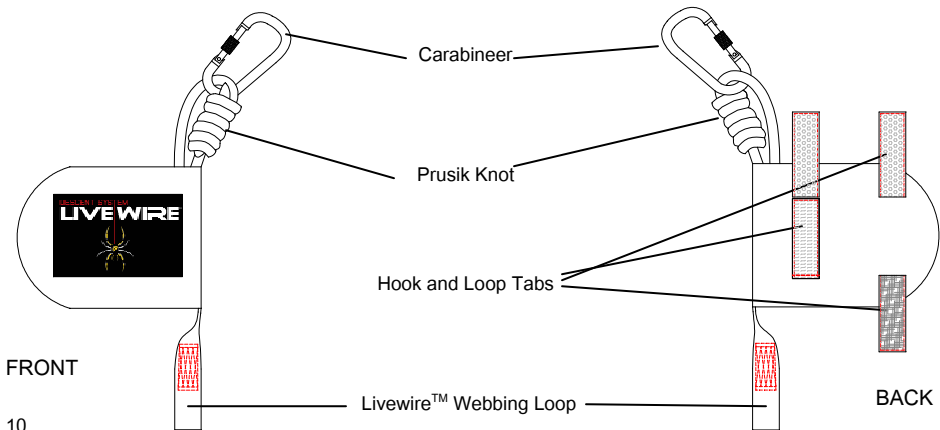 Carabineer
Prusik Knot
DESCENT SYSTEM
LIVEWIRE
Hook and Loop Tabs
FRONT
Livewire™ Webbing Loop
BACK
10